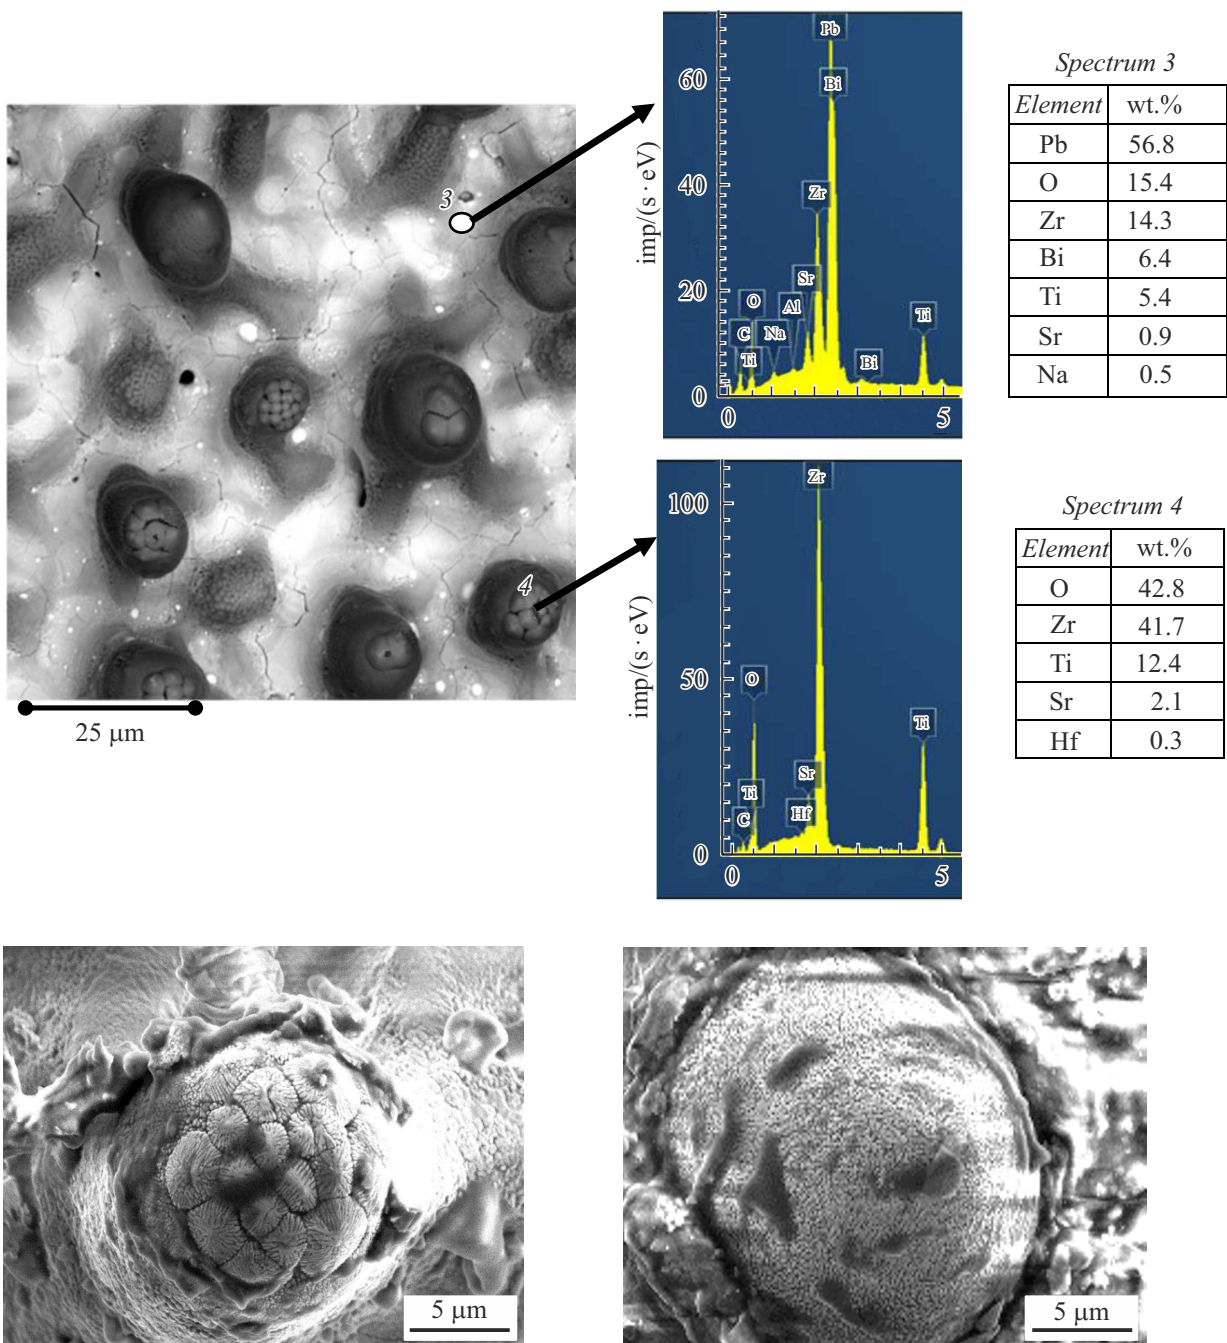 3
4
25 μm
imp/(s · eV)
60
40
20
0
0
5
Pb
Bi
Zr
Sr
Al
O
C
Na
Ti
Bi
Ti
Spectrum 3
Element wt.%
Pb 56.8
O 15.4
Zr 14.3
Bi 6.4
Ti 5.4
Sr 0.9
Na 0.5
imp/(s · eV)
100
50
0
0
5
Zr
O
Ti
Sr
Ti
Hf
C
Spectrum 4
Element wt.%
O 42.8
Zr 41.7
Ti 12.4
Sr 2.1
Hf 0.3
5 μm
5 μm